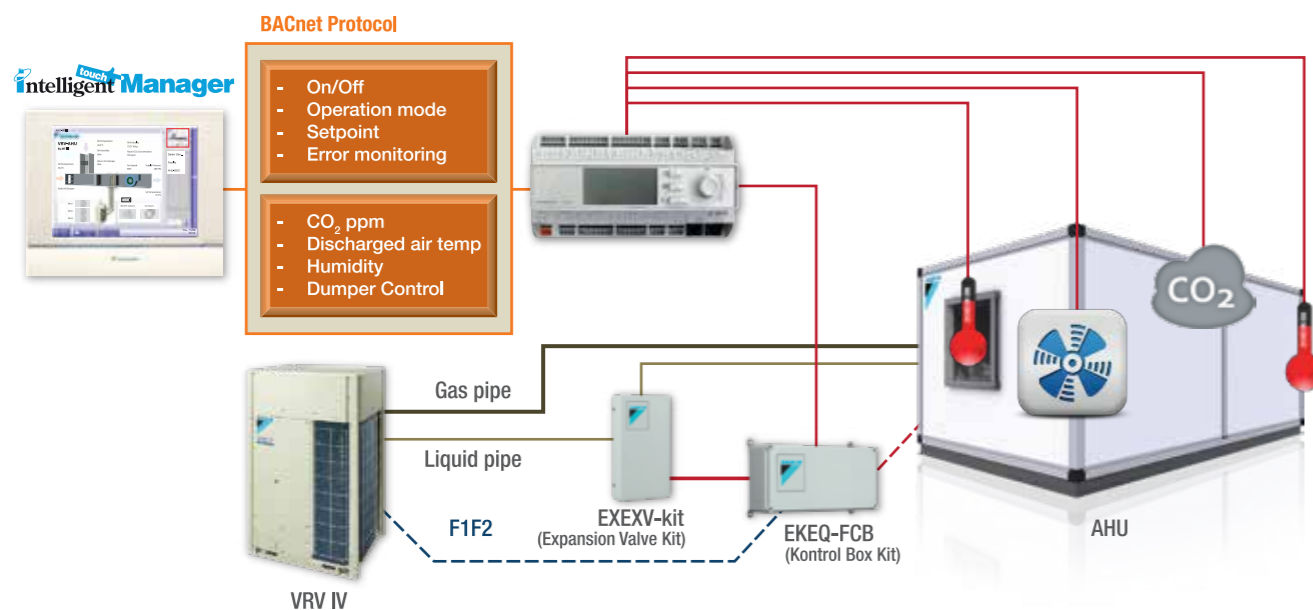 BACnet Protocol
intelligent touch Manager
- On/Off
- Operation mode
- Setpoint
- Error monitoring
- CO₂ ppm
- Discharged air temp
- Humidity
- Dumper Control
CO₂
Gas pipe
Liquid pipe
F1F2
EXEXV-kit
(Expansion Valve Kit)
EKEQ-FCB
(Kontrol Box Kit)
AHU
VRV IV